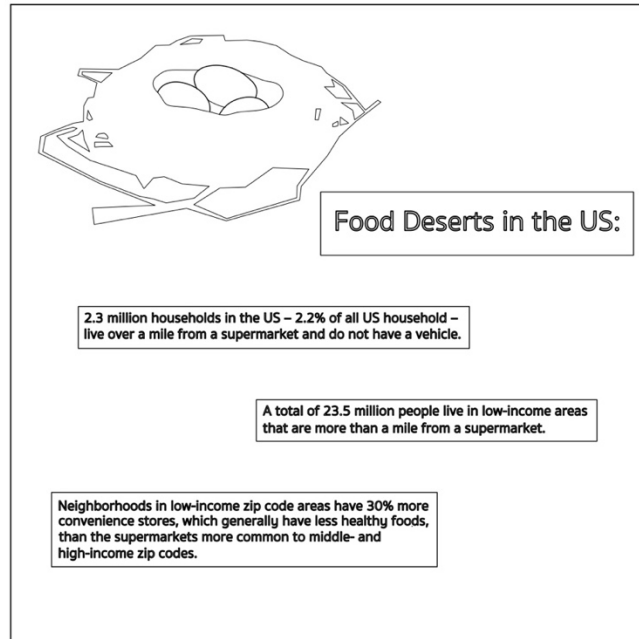 Food Deserts in the US:
2.3 million households in the US – 2.2% of all US household –
live over a mile from a supermarket and do not have a vehicle.
A total of 23.5 million people live in low-income areas
that are more than a mile from a supermarket.
Neighborhoods in low-income zip code areas have 30% more
convenience stores, which generally have less healthy foods,
than the supermarkets more common to middle- and
high-income zip codes.